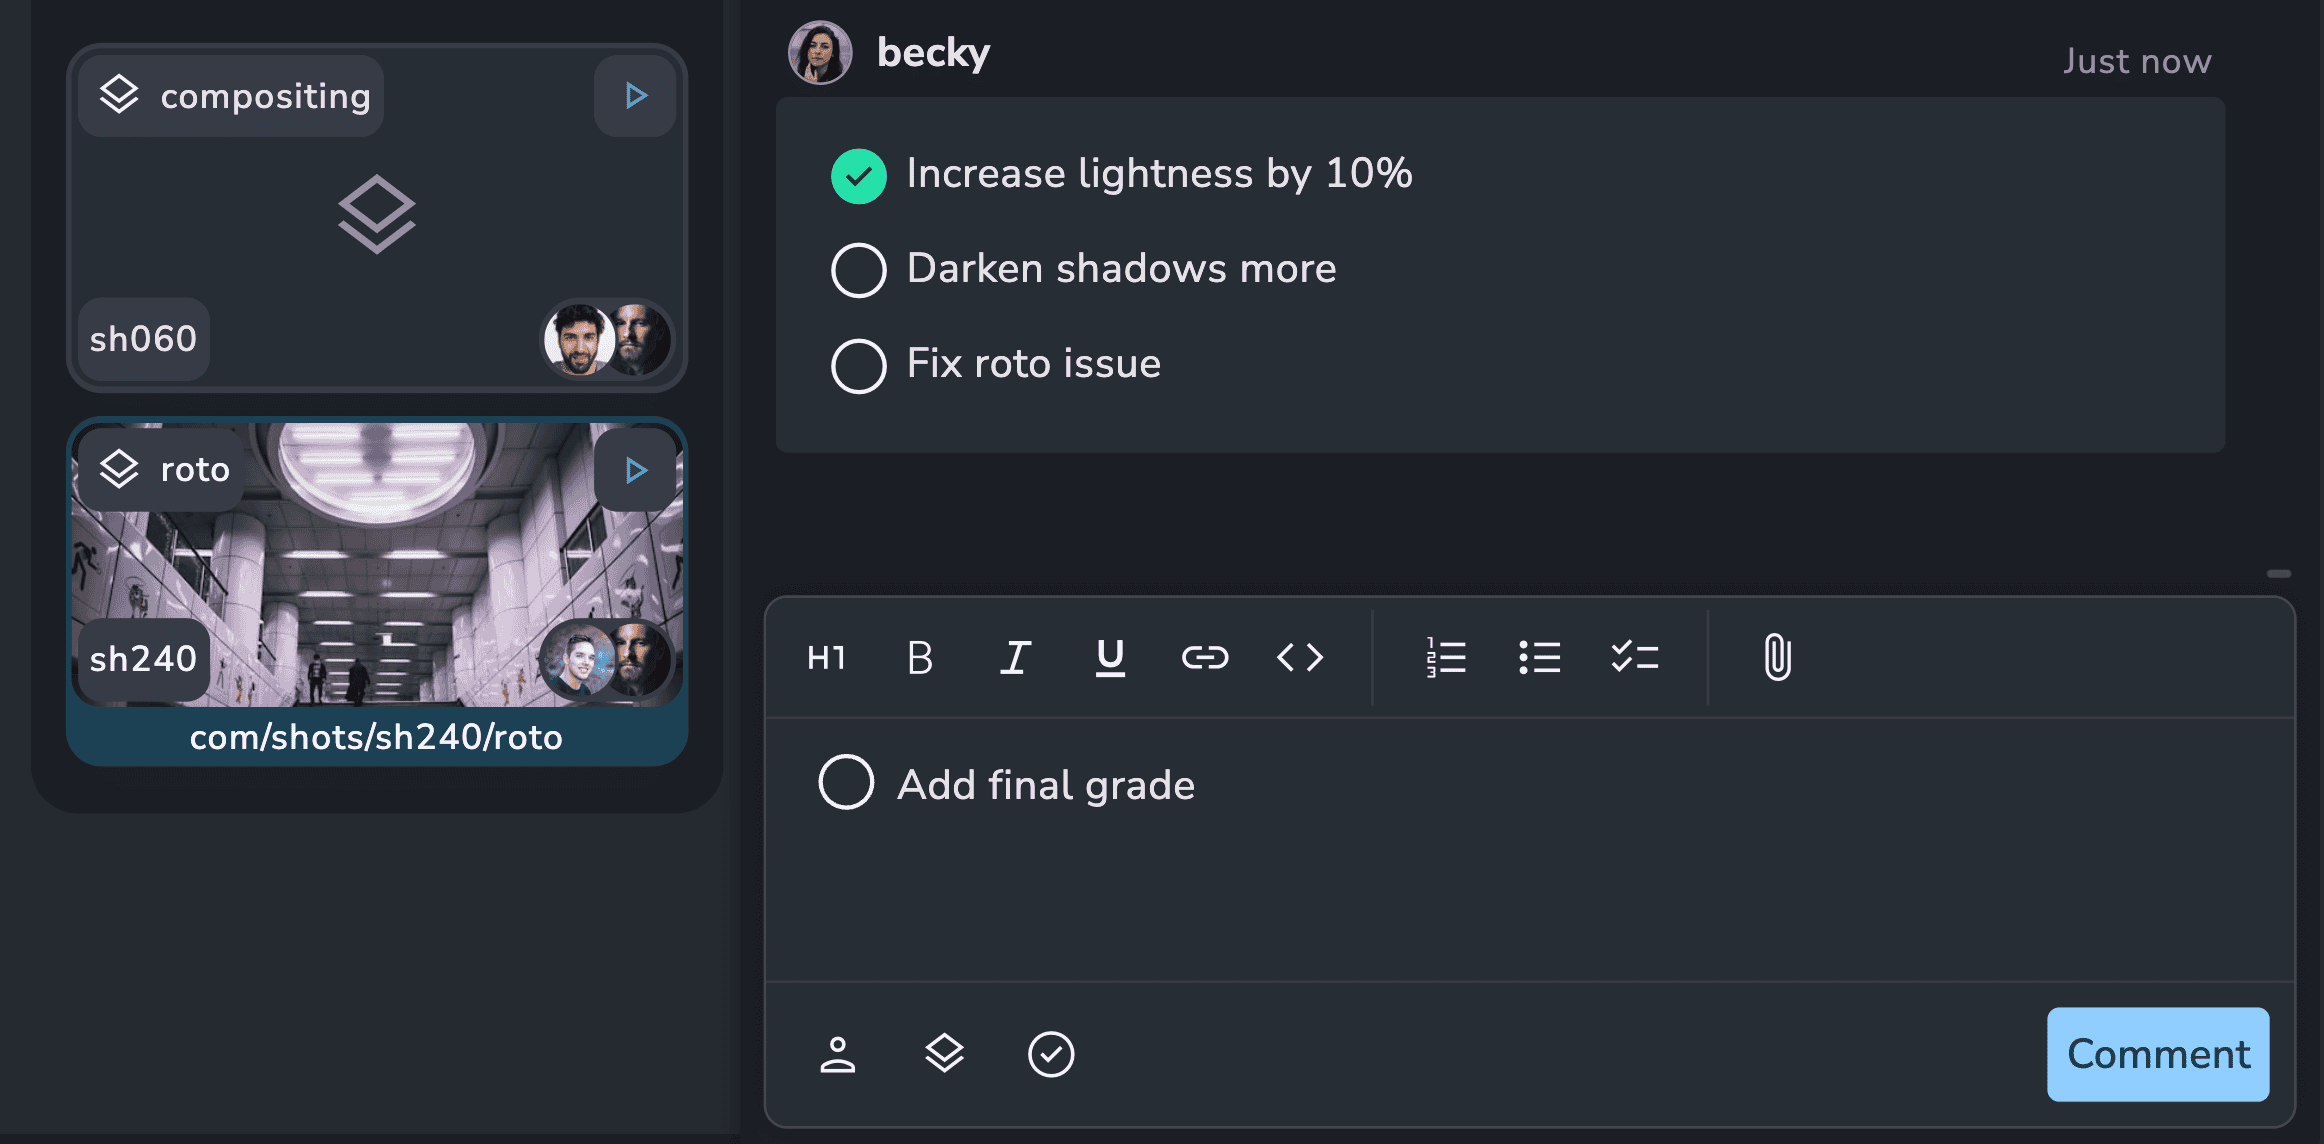 compositing
sh060
roto
sh240
com/shots/sh240/roto
becky
Just now
Increase lightness by 10%
Darken shadows more
Fix roto issue
H1 B I U
Add final grade
Comment